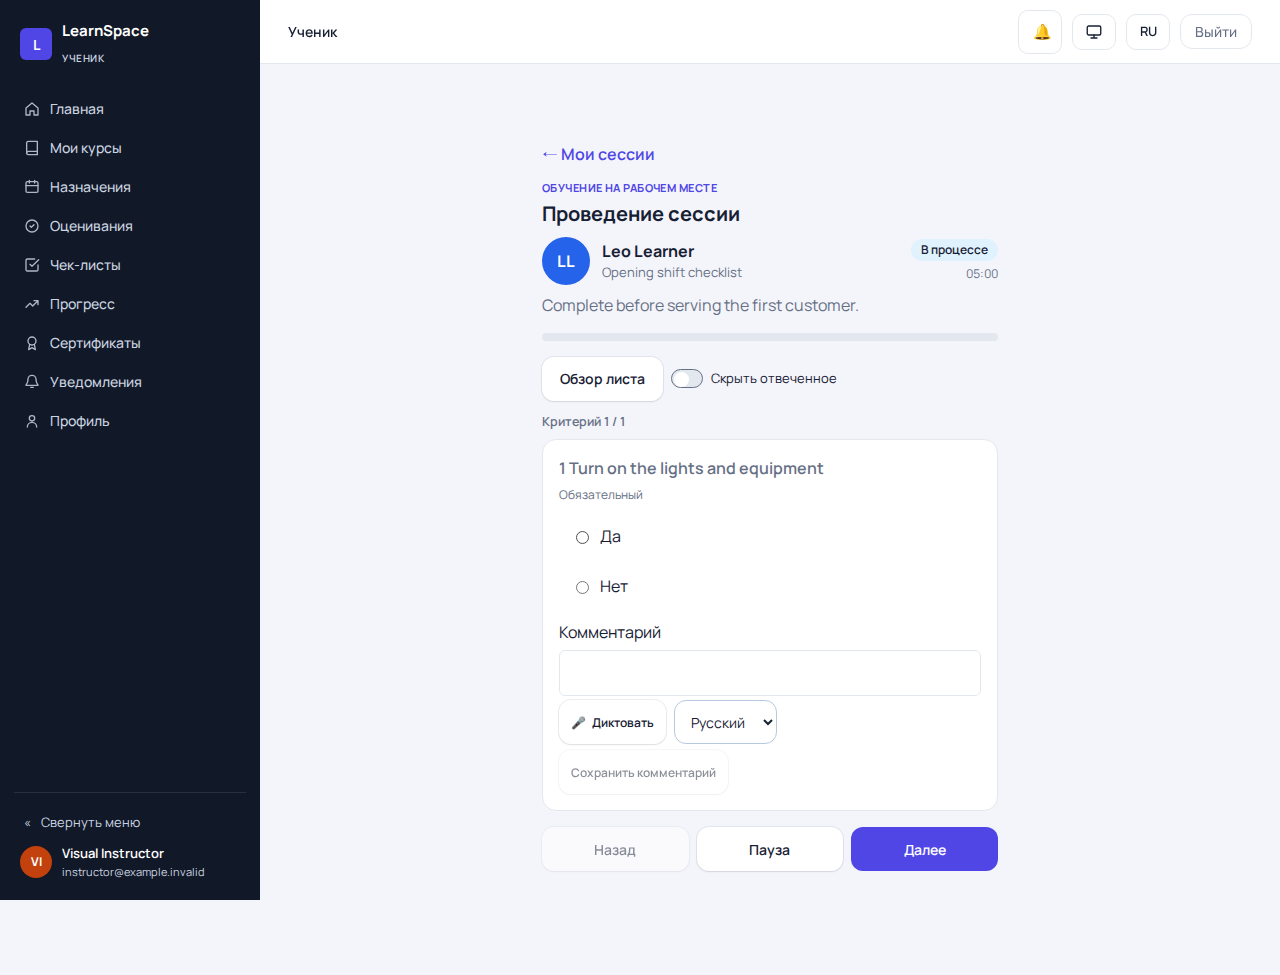 L
LearnSpace
УЧЕНИК
Главная
Мои курсы
Назначения
Оценивания
Чек-листы
Прогресс
Сертификаты
Уведомления
Профиль
« Свернуть меню
VI
Visual Instructor
instructor@example.invalid
Ученик
RU
Выйти
← Мои сессии
ОБУЧЕНИЕ НА РАБОЧЕМ МЕСТЕ
Проведение сессии
LL
Leo Learner
Opening shift checklist
В процессе
05:00
Complete before serving the first customer.
Обзор листа
Скрыть отвеченное
Критерий 1 / 1
1 Turn on the lights and equipment
Обязательный
Да
Нет
Комментарий
Диктовать
Русский
Сохранить комментарий
Назад
Пауза
Далее